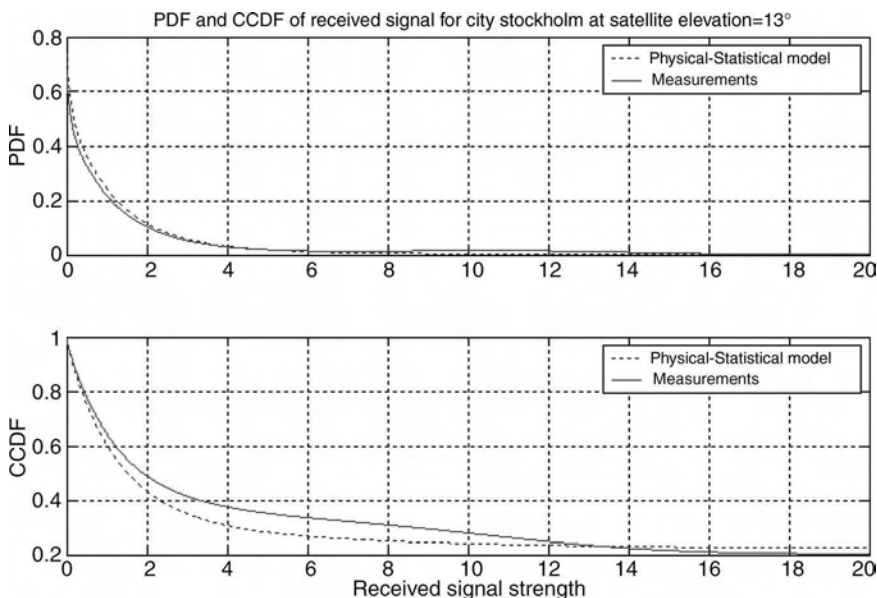 PDF and CCDF of received signal for city stockholm at satellite elevation=13°
0.8
0.6
0.4
0.2
0
PDF
Physical-Statistical model
Measurements
0 2 4 6 8 10 12 14 16 18 20
1
0.8
0.6
0.4
0.2
CCDF
Physical-Statistical model
Measurements
0 2 4 6 8 10 12 14 16 18 20
Received signal strength